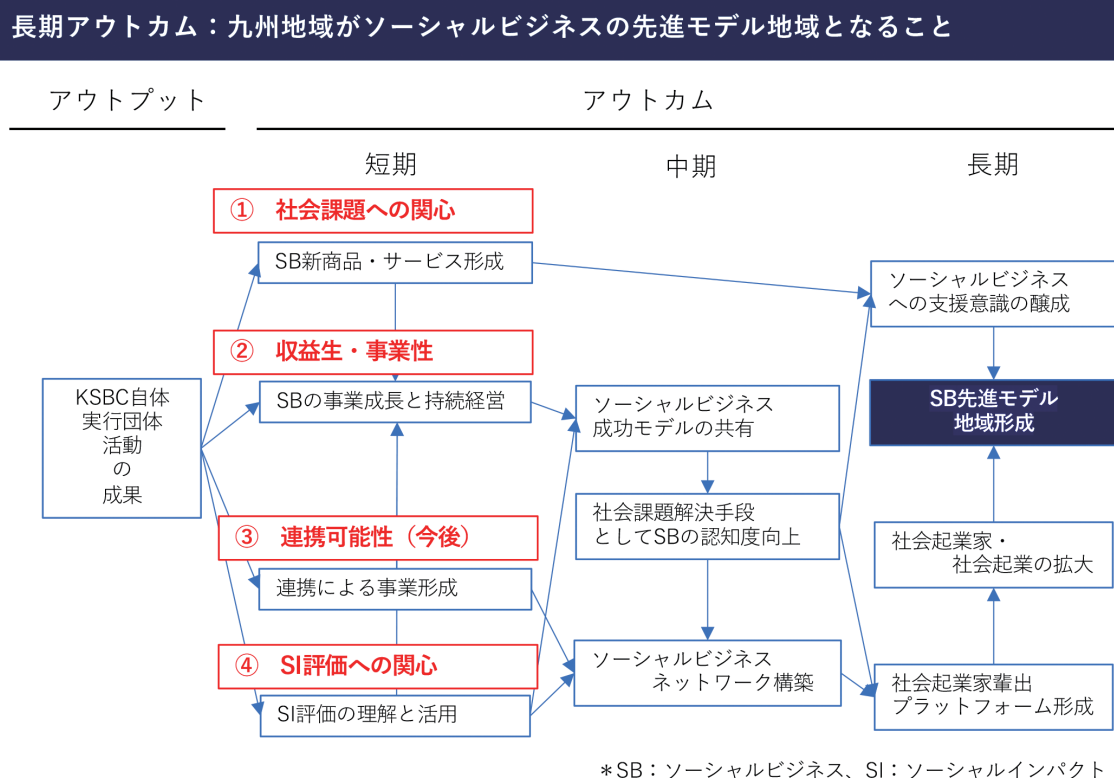 長期アウトカム：九州地域がソーシャルビジネスの先進モデル地域となること
アウトプット
アウトカム
短期
中期
長期
① 社会課題への関心
SB新商品・サービス形成
② 収益生・事業性
SBの事業成長と持続経営
③ 連携可能性（今後）
連携による事業形成
④ SI評価への関心
SI評価の理解と活用
KSBC自体
実行団体
活動
の
成果
ソーシャルビジネス
成功モデルの共有
社会課題解決手段
としてSBの認知度向上
ソーシャルビジネス
ネットワーク構築
ソーシャルビジネス
への支援意識の醸成
SB先進モデル
地域形成
社会起業家・
社会起業の拡大
社会起業家輩出
プラットフォーム形成
＊SB：ソーシャルビジネス、SI：ソーシャルインパクト